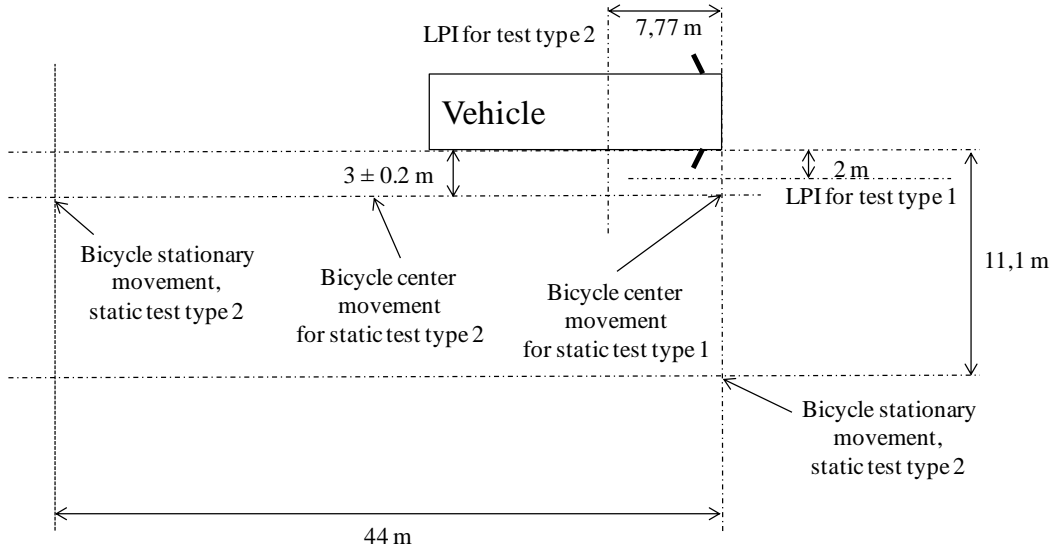 LPI for test type 2
7,77 m
Vehicle
3 ± 0.2 m
2 m
LPI for test type 1
Bicycle stationary
movement,
static test type 2
Bicycle center
movement
for static test type 2
Bicycle center
movement
for static test type 1
11,1 m
Bicycle stationary
movement,
static test type 2
44 m